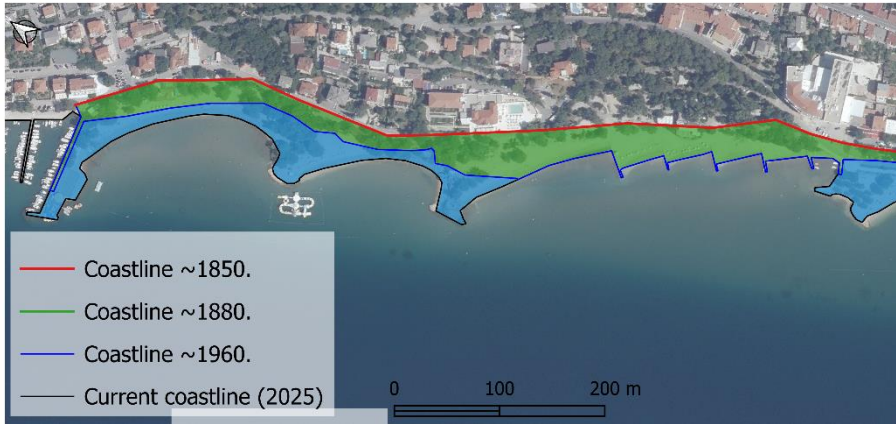 Coastline ~1850.
Coastline ~1880.
Coastline ~1960.
Current coastline (2025)
0 100 200 m